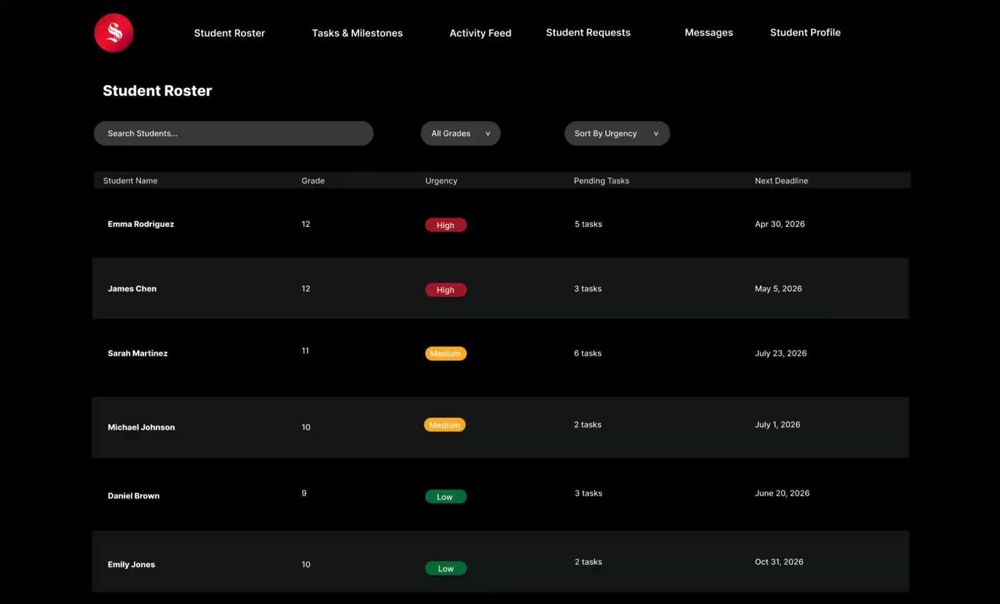 S
Student Roster Tasks & Milestones Activity Feed Student Requests Messages Student Profile
Student Roster
Search Students... All Grades v Sort By Urgency v
Student Name Grade Urgency Pending Tasks Next Deadline
Emma Rodriguez 12 High 5 tasks Apr 30, 2026
James Chen 12 High 3 tasks May 5, 2026
Sarah Martinez 11 Medium 6 tasks July 23, 2026
Michael Johnson 10 Medium 2 tasks July 1, 2026
Daniel Brown 9 Low 3 tasks June 20, 2026
Emily Jones 10 Low 2 tasks Oct 31, 2026